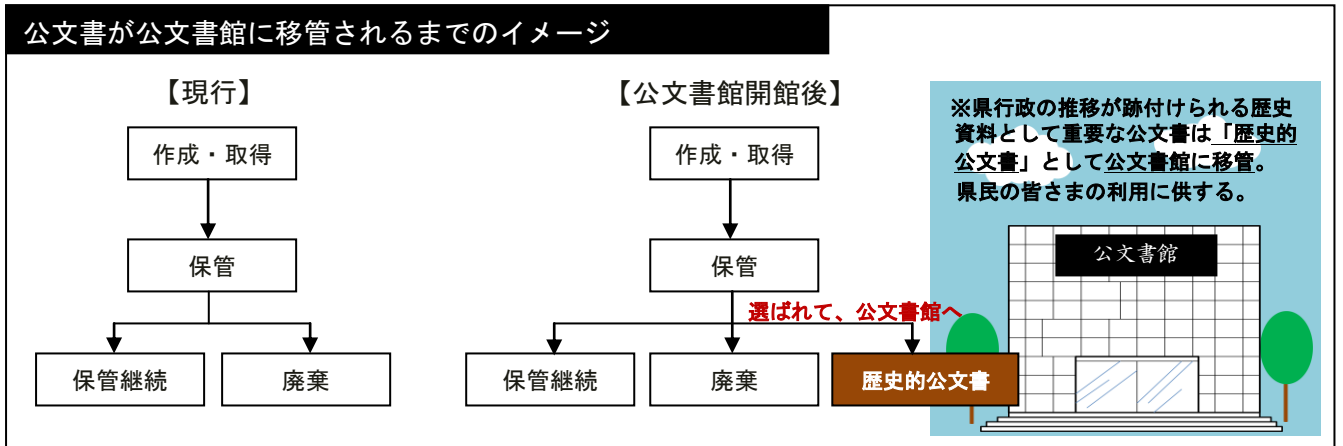 公文書が公文書館に移管されるまでのイメージ
【現行】
作成・取得
保管
保管継続
廃棄
【公文書館開館後】
作成・取得
保管
選ばれて、公文書館へ
保管継続
廃棄
歴史的公文書
※県行政の推移が跡付けられる歴史
資料として重要な公文書は「歴史的
公文書」として公文書館に移管。
県民の皆さまの利用に供する。
公文書館